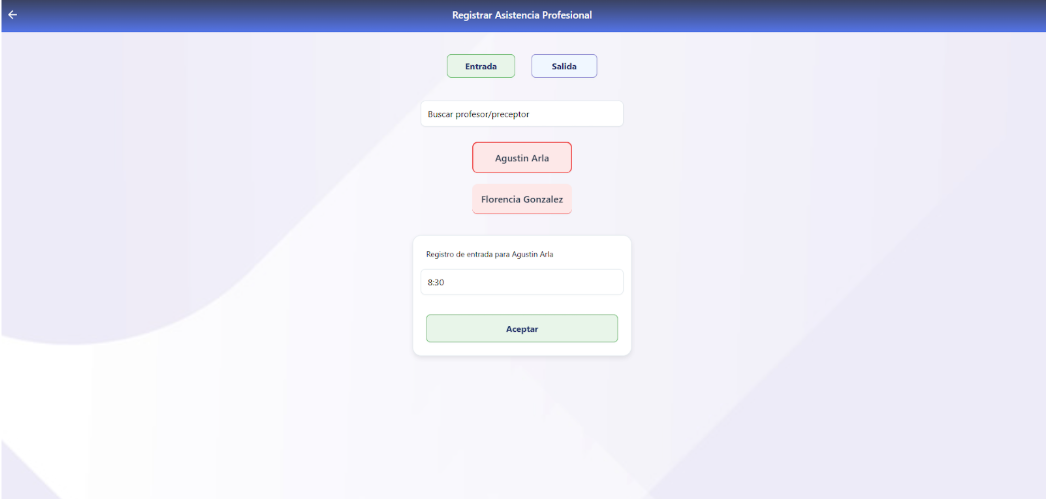 Registrar Asistencia Profesional
Entrada Salida
Buscar profesor/preceptor
Agustin Arla
Florencia Gonzalez
Registro de entrada para Agustin Arla
8:30
Aceptar